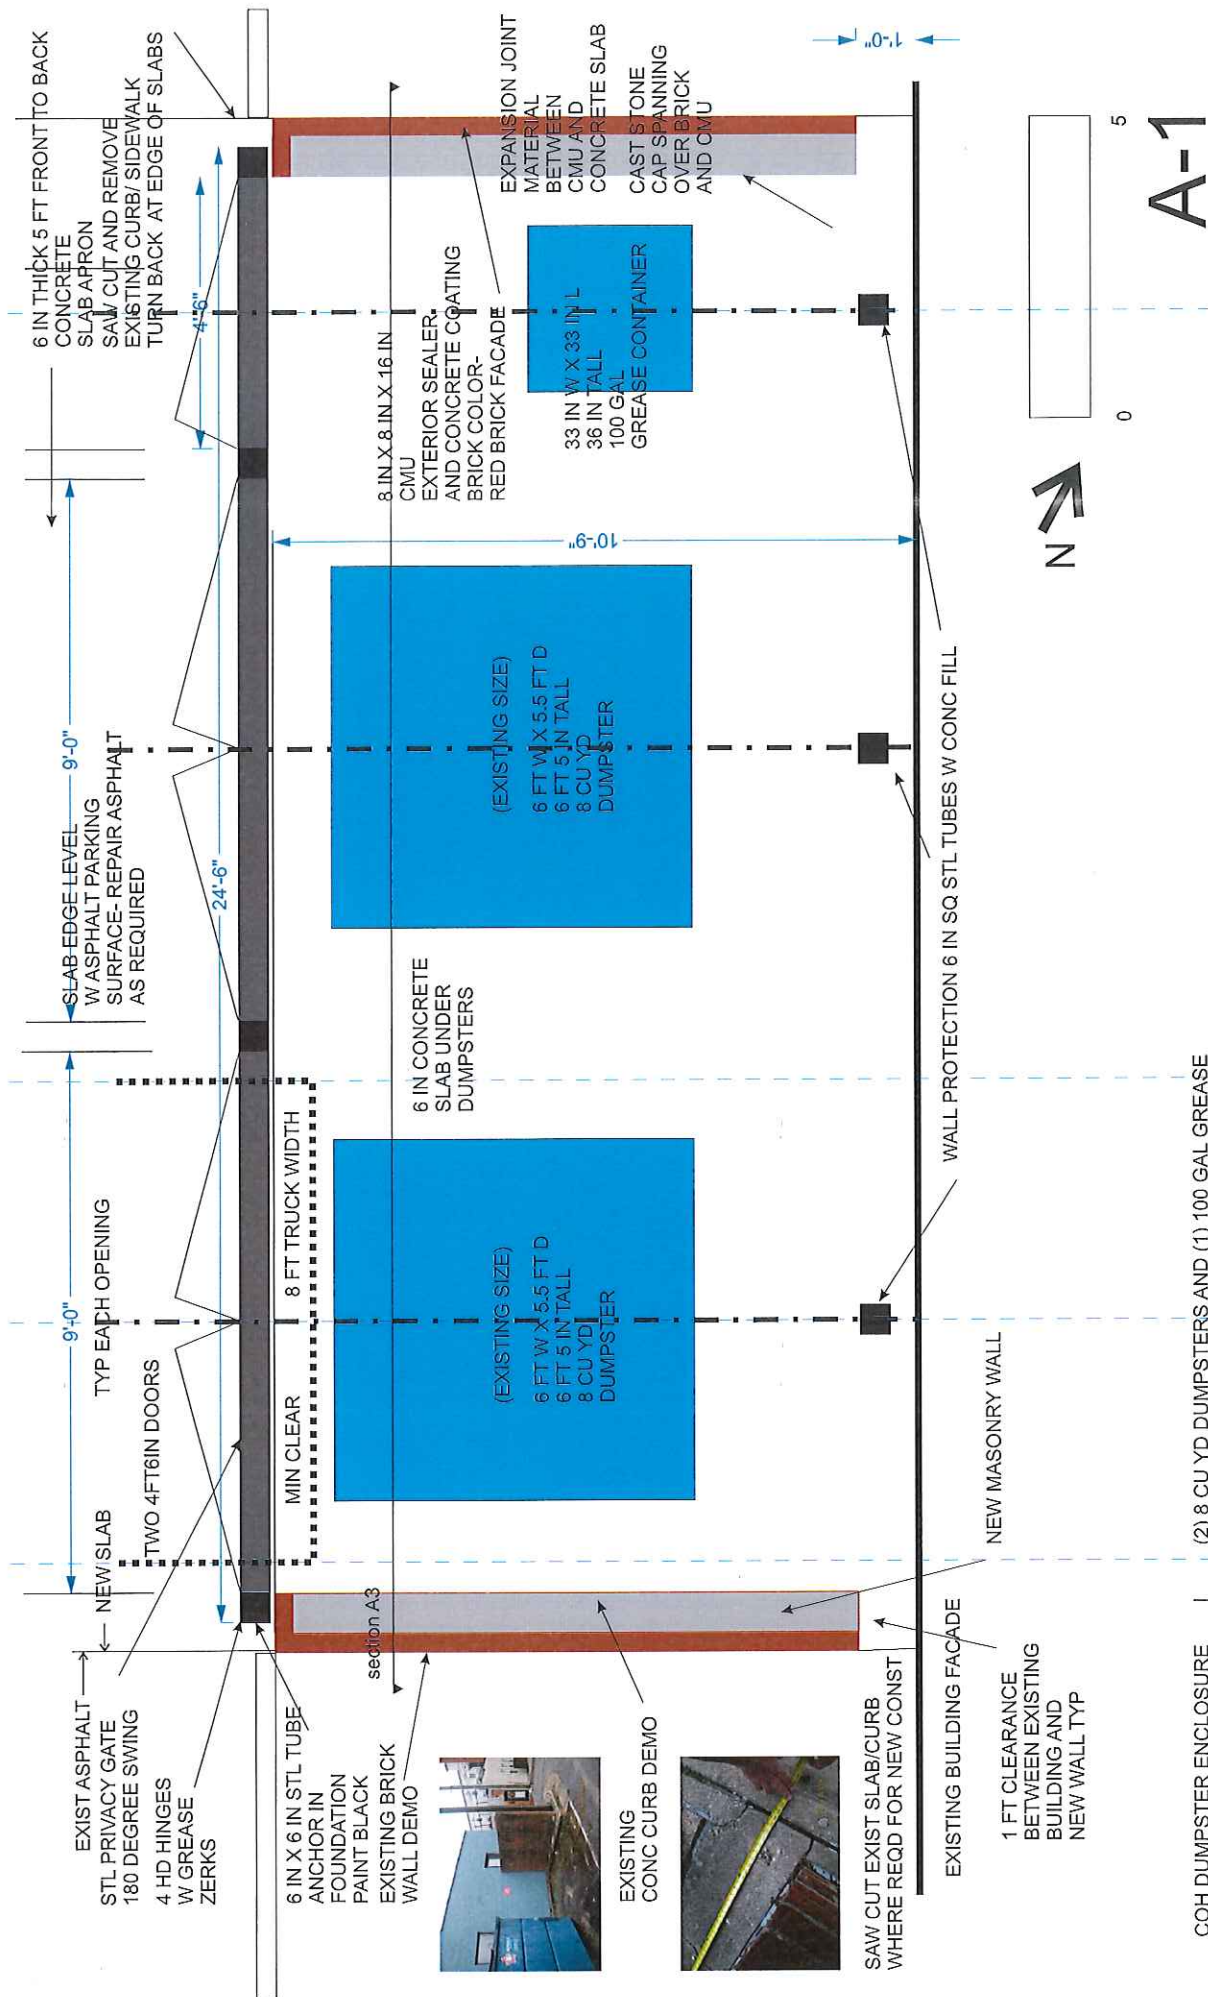 EXIST ASPHALT
NEW SLAB
STL PRIVACY GATE
180 DEGREE SWING
4 HD HINGES
W GREASE
ZERKS
6 IN X 6 IN STL TUBE
ANCHOR IN
FOUNDATION
PAINT BLACK
EXISTING BRICK
WALL DEMO
EXISTING
CONC CURB DEMO
SAW CUT EXIST SLAB/CURB
WHERE REQD FOR NEW CONST
EXISTING BUILDING FACADE
1 FT CLEARANCE
BETWEEN EXISTING
BUILDING AND
NEW WALL TYP
9'-0"
TYP EACH OPENING
TWO 4FT6IN DOORS
MIN CLEAR
8 FT TRUCK WIDTH
section A3
(EXISTING SIZE)
6 FT W X 5.5 FT D
6 FT 5 IN TALL
8 CU YD
DUMPSTER
NEW MASONRY WALL
6 IN CONCRETE
SLAB UNDER
DUMPSTERS
9'-0"
SLAB EDGE LEVEL
W ASPHALT PARKING
SURFACE- REPAIR ASPHALT
AS REQUIRED
24'-6"
(EXISTING SIZE)
6 FT W X 5.5 FT D
6 FT 5 IN TALL
8 CU YD
DUMPSTER
WALL PROTECTION 6 IN SQ STL TUBES W CONC FILL
10'-9"
6 IN THICK 5 FT FRONT TO BACK
CONCRETE
SLAB APRON
SAW CUT AND REMOVE
EXISTING CURB/ SIDEWALK
TURN BACK AT EDGE OF SLABS
4'-6"
8 IN X 8 IN X 16 IN
CMU
EXTERIOR SEALER
AND CONCRETE COATING
BRICK COLOR-
RED BRICK FACADE
33 IN W X 33 IN L
36 IN TALL
100 GAL
GREASE CONTAINER
EXPANSION JOINT
MATERIAL
BETWEEN
CMU AND
CONCRETE SLAB
CAST STONE
CAP SPANNING
OVER BRICK
AND CMU
1'-0"
N
0
5
A-1
COH DUMPSTER ENCLOSURE | (2) 8 CU YD DUMPSTERS AND (1) 100 GAL GREASE